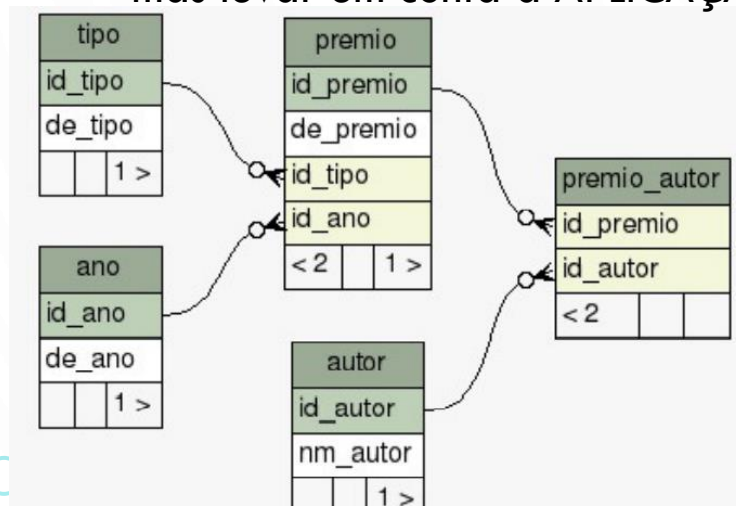 tipo
id_tipo
de_tipo
1 >
ano
id_ano
de_ano
1 >
premio
id_premio
de_premio
id_tipo
id_ano
< 2 1 >
autor
id_autor
nm_autor
1 >
premio_autor
id_premio
id_autor
< 2